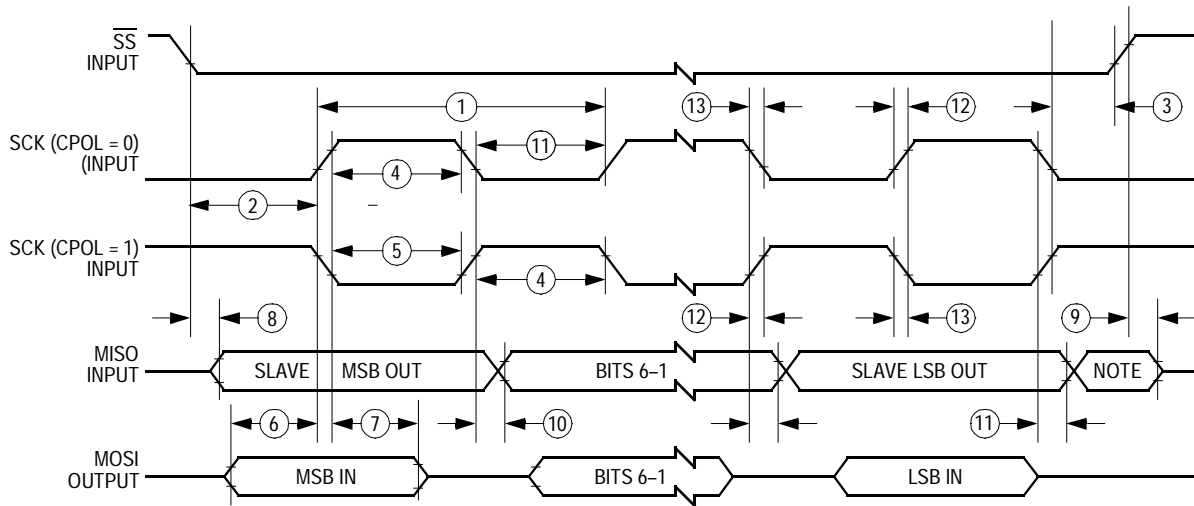 SS
INPUT
1
13
12
3
SCK (CPOL = 0)
(INPUT
11
4
2
–
SCK (CPOL = 1)
INPUT
5
4
8
12
13
9
MISO
INPUT
SLAVE MSB OUT
BITS 6–1
SLAVE LSB OUT
NOTE
6
7
10
11
MOSI
OUTPUT
MSB IN
BITS 6–1
LSB IN